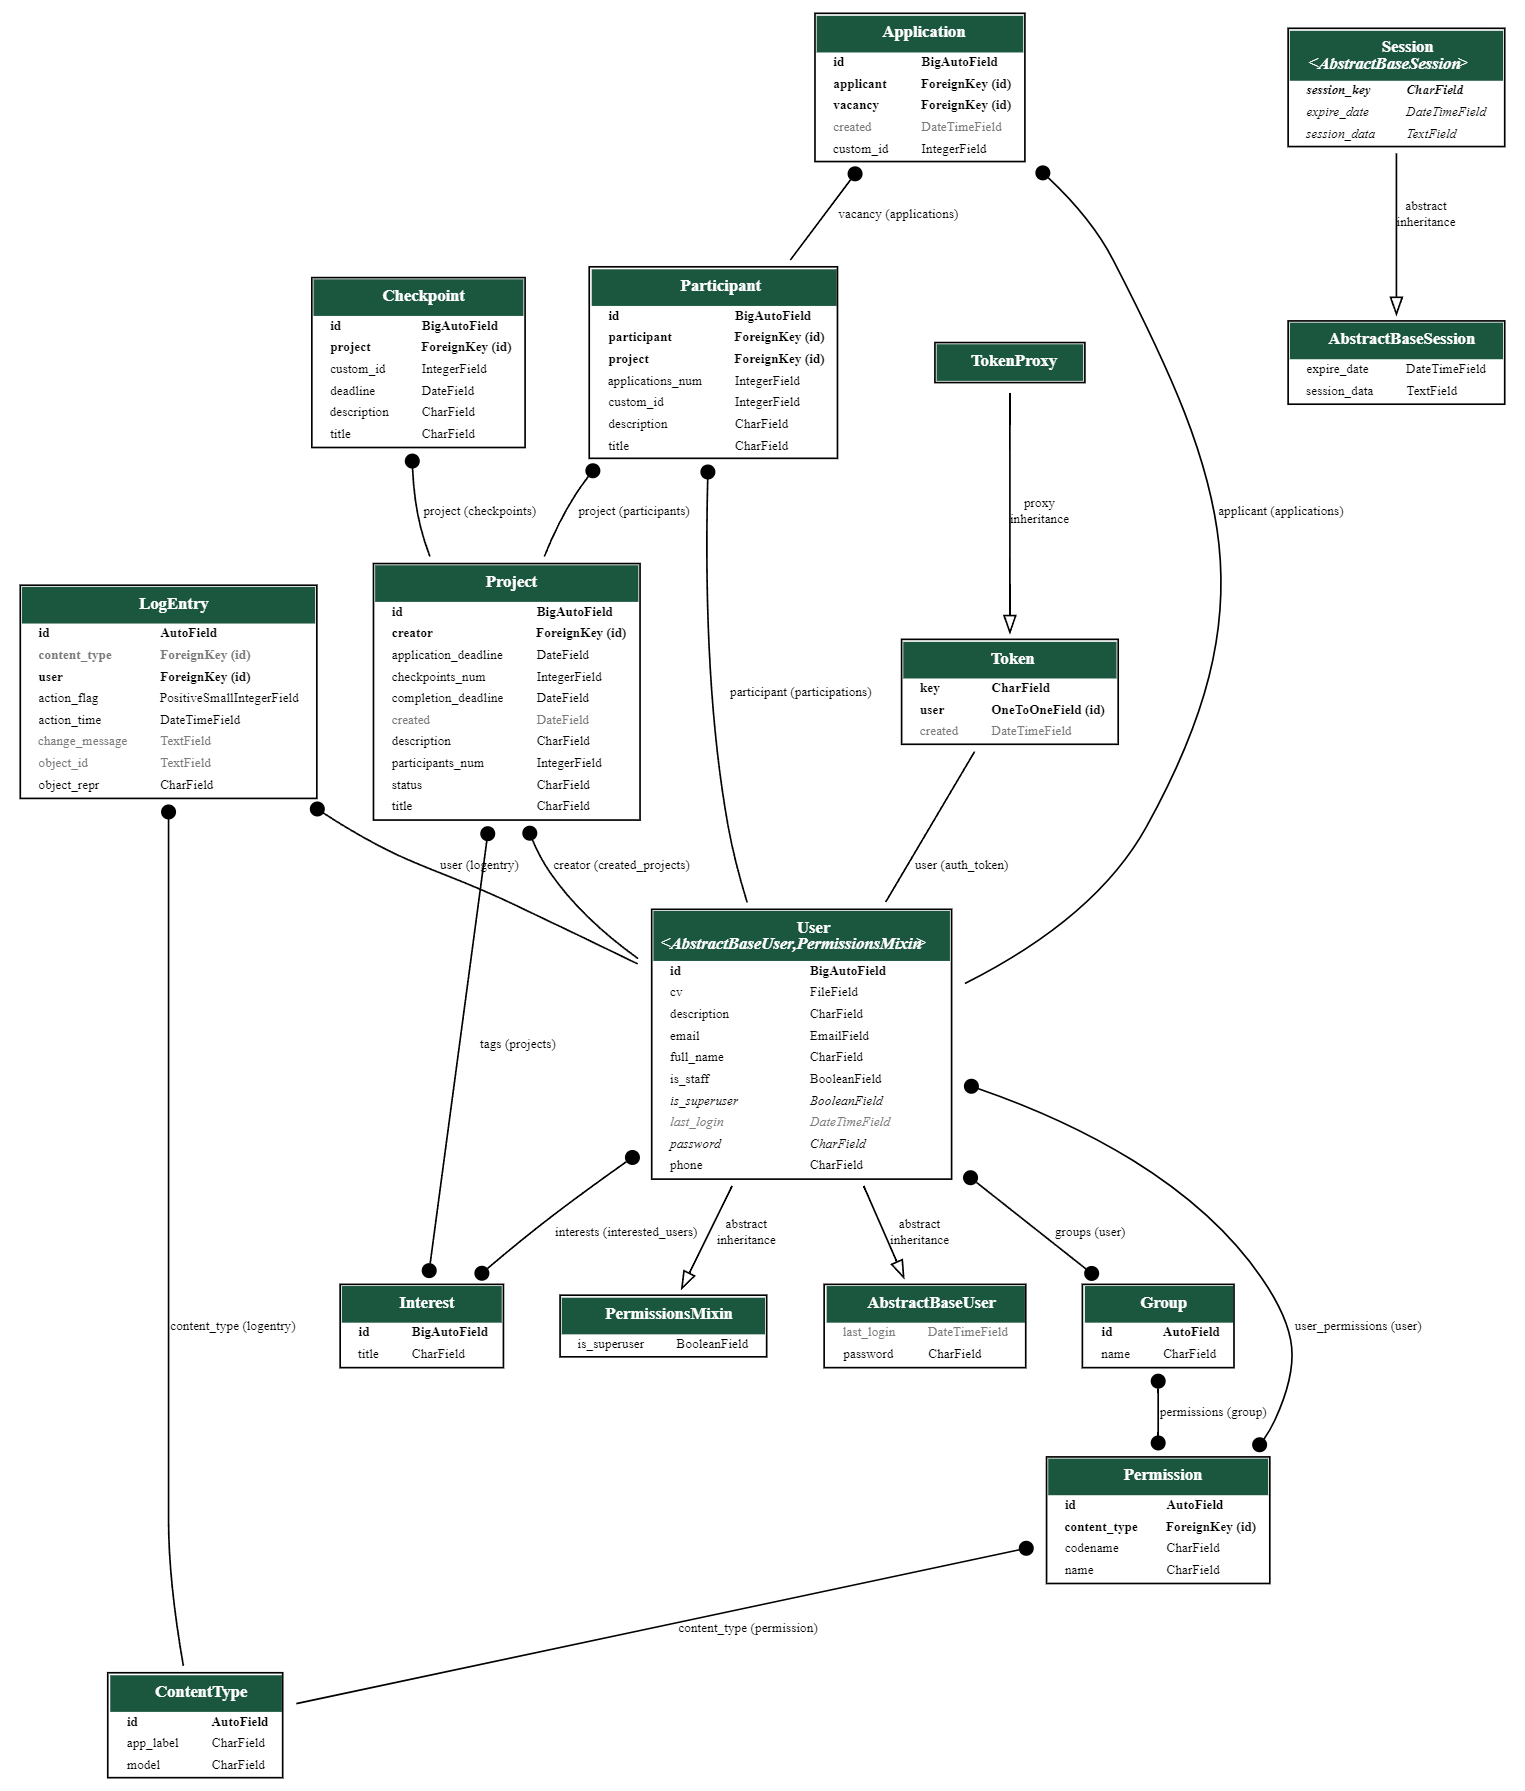 Application
id BigAutoField
applicant ForeignKey (id)
vacancy ForeignKey (id)
created DateTimeField
custom_id IntegerField
Session
<AbstractBaseSession>
session_key CharField
expire_date DateTimeField
session_data TextField
vacancy (applications)
abstract
inheritance
Checkpoint
id BigAutoField
project ForeignKey (id)
custom_id IntegerField
deadline DateField
description CharField
title CharField
Participant
id BigAutoField
participant ForeignKey (id)
project ForeignKey (id)
applications_num IntegerField
custom_id IntegerField
description CharField
title CharField
TokenProxy
AbstractBaseSession
expire_date DateTimeField
session_data TextField
project (checkpoints)
project (participants)
proxy
inheritance
applicant (applications)
LogEntry
id AutoField
content_type ForeignKey (id)
user ForeignKey (id)
action_flag PositiveSmallIntegerField
action_time DateTimeField
change_message TextField
object_id TextField
object_repr CharField
Project
id BigAutoField
creator ForeignKey (id)
application_deadline DateField
checkpoints_num IntegerField
completion_deadline DateField
created DateField
description CharField
participants_num IntegerField
status CharField
title CharField
participant (participations)
Token
key CharField
user OneToOneField (id)
created DateTimeField
user (logentry)
creator (created_projects)
user (auth_token)
User
<AbstractBaseUser,PermissionsMixin>
id BigAutoField
cv FileField
description CharField
email EmailField
full_name CharField
is_staff BooleanField
is_superuser BooleanField
last_login DateTimeField
password CharField
phone CharField
tags (projects)
interests (interested_users)
abstract
inheritance
abstract
inheritance
groups (user)
content_type (logentry)
user_permissions (user)
Interest
id BigAutoField
title CharField
PermissionsMixin
is_superuser BooleanField
AbstractBaseUser
last_login DateTimeField
password CharField
Group
id AutoField
name CharField
permissions (group)
Permission
id AutoField
content_type ForeignKey (id)
codename CharField
name CharField
content_type (permission)
ContentType
id AutoField
app_label CharField
model CharField